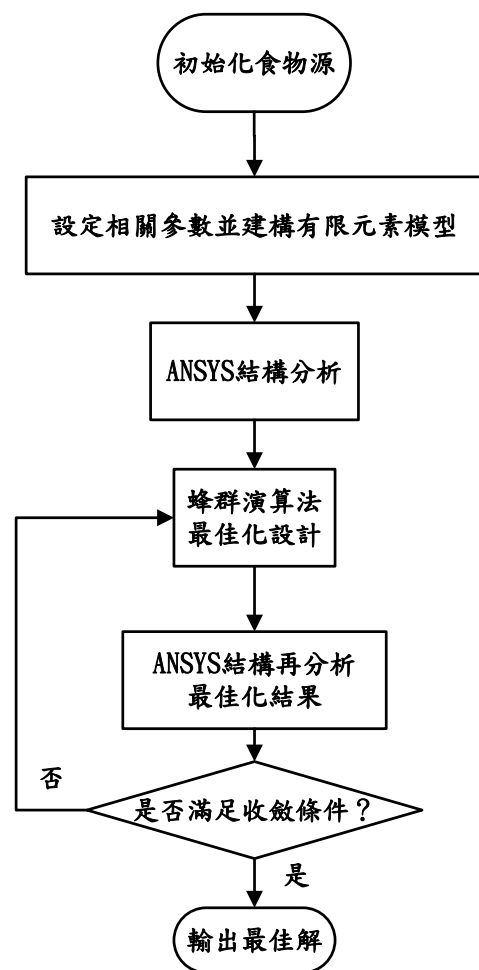 初始化食物源
設定相關參數並建構有限元素模型
ANSYS結構分析
蜂群演算法
最佳化設計
ANSYS結構再分析
最佳化結果
否
是否滿足收斂條件？
是
輸出最佳解